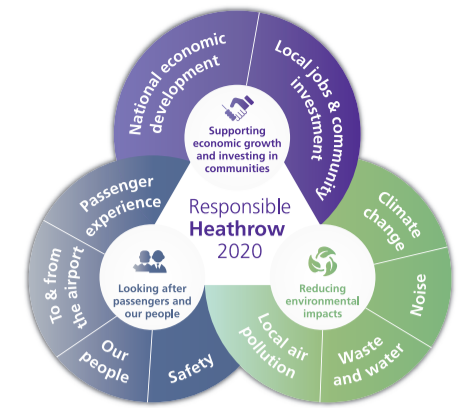 National economic
development
Local jobs & community
investment
Supporting
economic growth
and investing in
communities
Responsible
Heathrow
2020
Passenger
experience
To & from
the airport
Our
people
Safety
Looking after
passengers and
our people
Climate
change
Noise
Waste
and water
Local air
pollution
Reducing
environmental
impacts